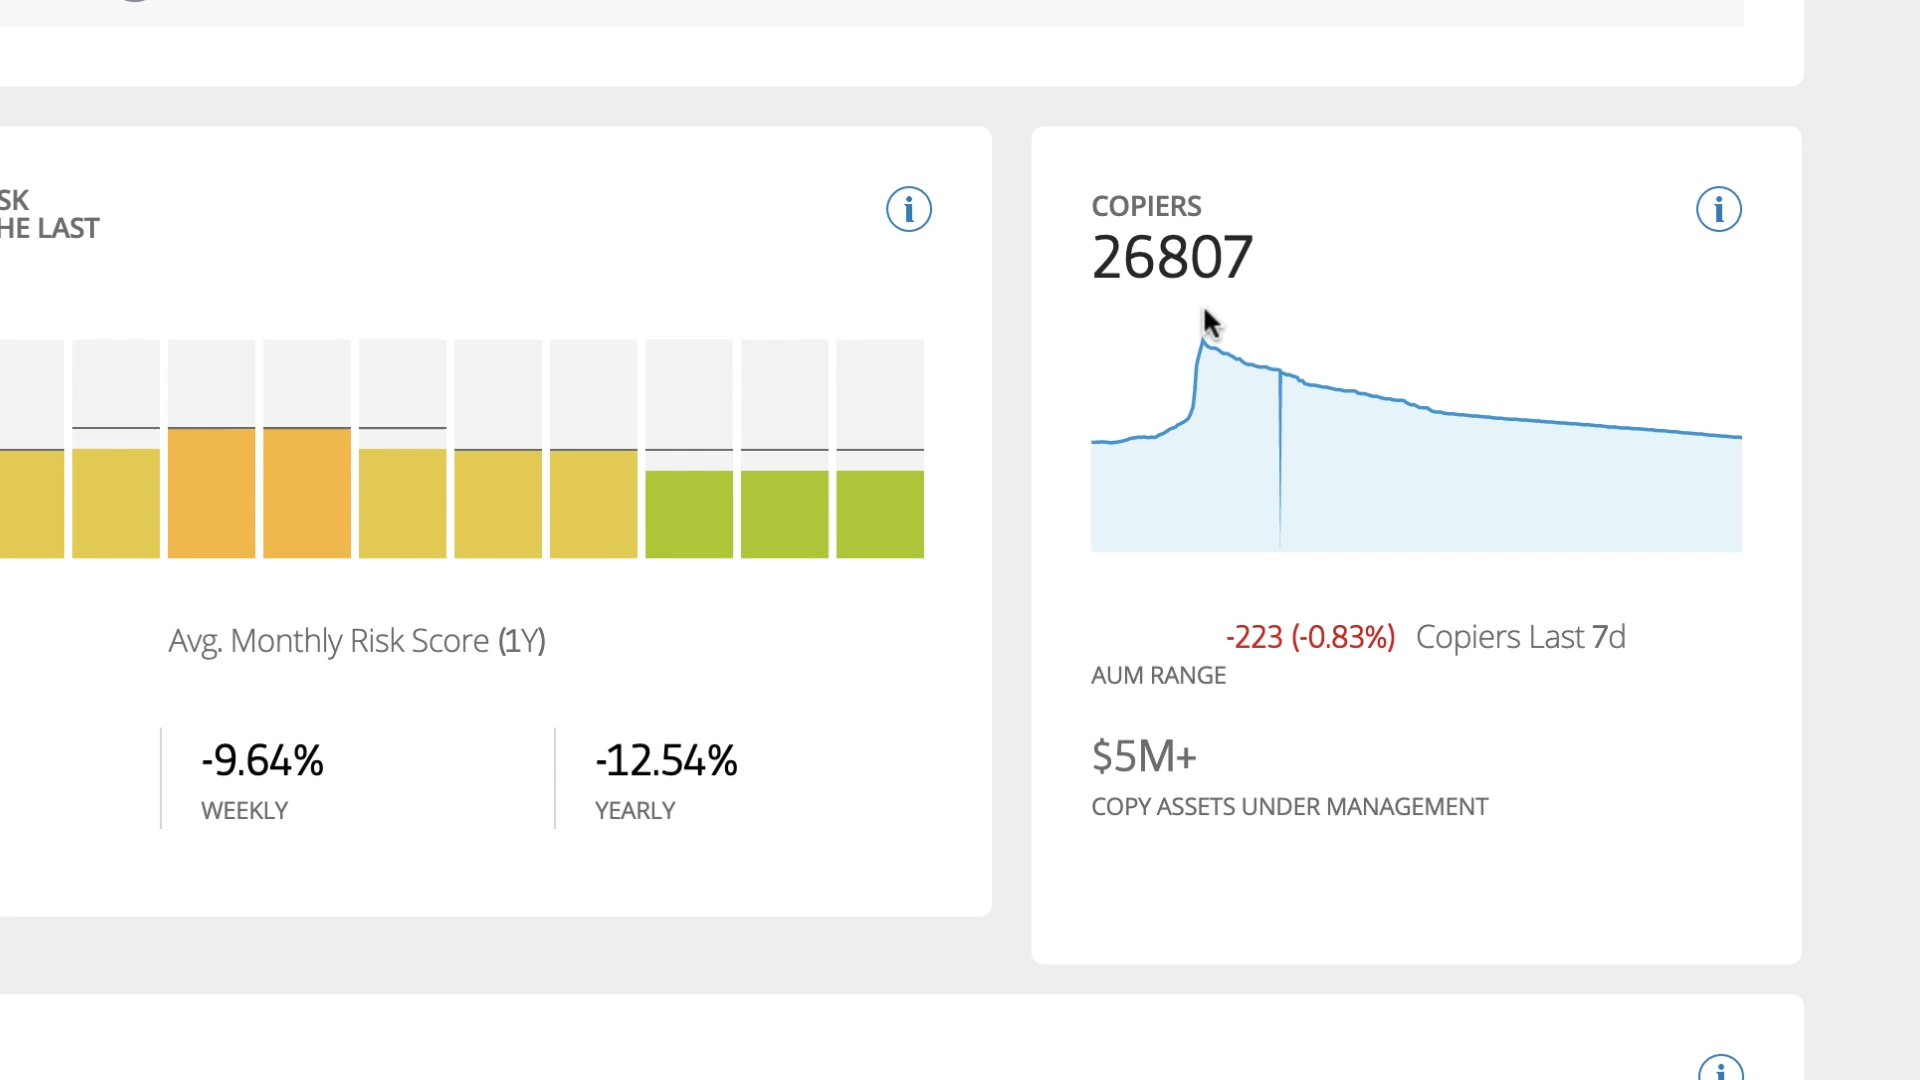 SK
HE LAST
Avg. Monthly Risk Score (1Y)
-9.64%
WEEKLY
-12.54%
YEARLY
COPIERS
26807
-223 (-0.83%) Copiers Last 7d
AUM RANGE
$5M+
COPY ASSETS UNDER MANAGEMENT